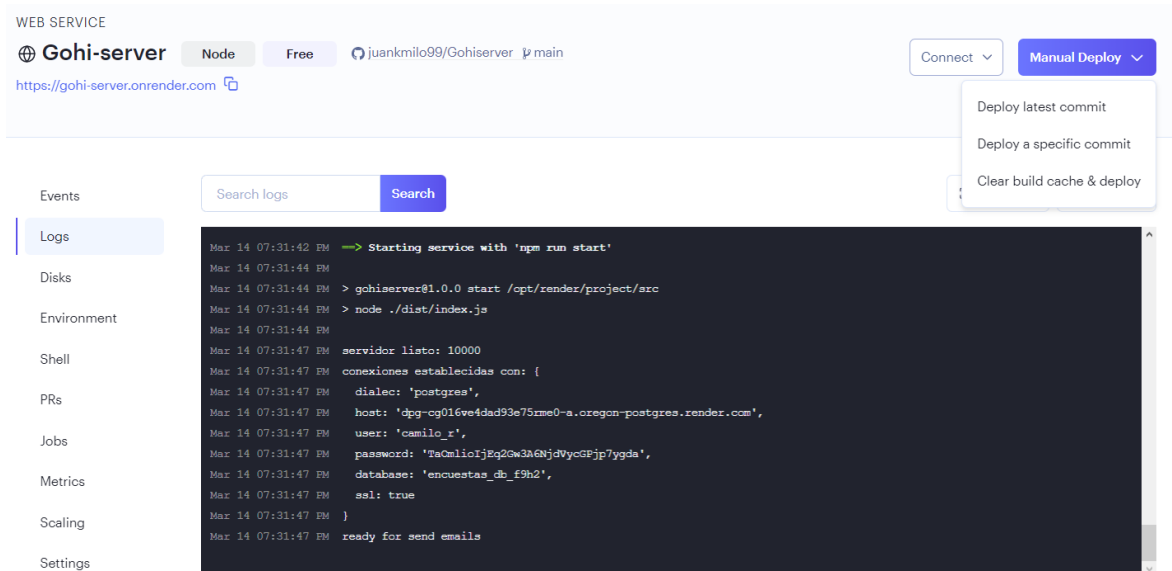 WEB SERVICE
Gohi-server Node Free juankmilo99/Gohiserver main
https://gohi-server.onrender.com
Connect
Manual Deploy
Deploy latest commit
Deploy a specific commit
Clear build cache & deploy
Events
Logs
Disks
Environment
Shell
PRs
Jobs
Metrics
Scaling
Settings
Search logs Search
Mar 14 07:31:42 PM ==> Starting service with 'npm run start'
Mar 14 07:31:44 PM
Mar 14 07:31:44 PM > gohiserver@1.0.0 start /opt/render/project/src
Mar 14 07:31:44 PM > node ./dist/index.js
Mar 14 07:31:44 PM
Mar 14 07:31:47 PM servidor listo: 10000
Mar 14 07:31:47 PM conexiones establecidas con: {
Mar 14 07:31:47 PM dialec: 'postgres',
Mar 14 07:31:47 PM host: 'dpg-cg016ve4dad93e75rme0-a.oregon-postgres.render.com',
Mar 14 07:31:47 PM user: 'camilo_r',
Mar 14 07:31:47 PM password: 'TaOmlioIjEq2Gw3A6NjdVycGPjp7ygda',
Mar 14 07:31:47 PM database: 'encuestas_db_f9h2',
Mar 14 07:31:47 PM ssl: true
Mar 14 07:31:47 PM }
Mar 14 07:31:47 PM ready for send emails